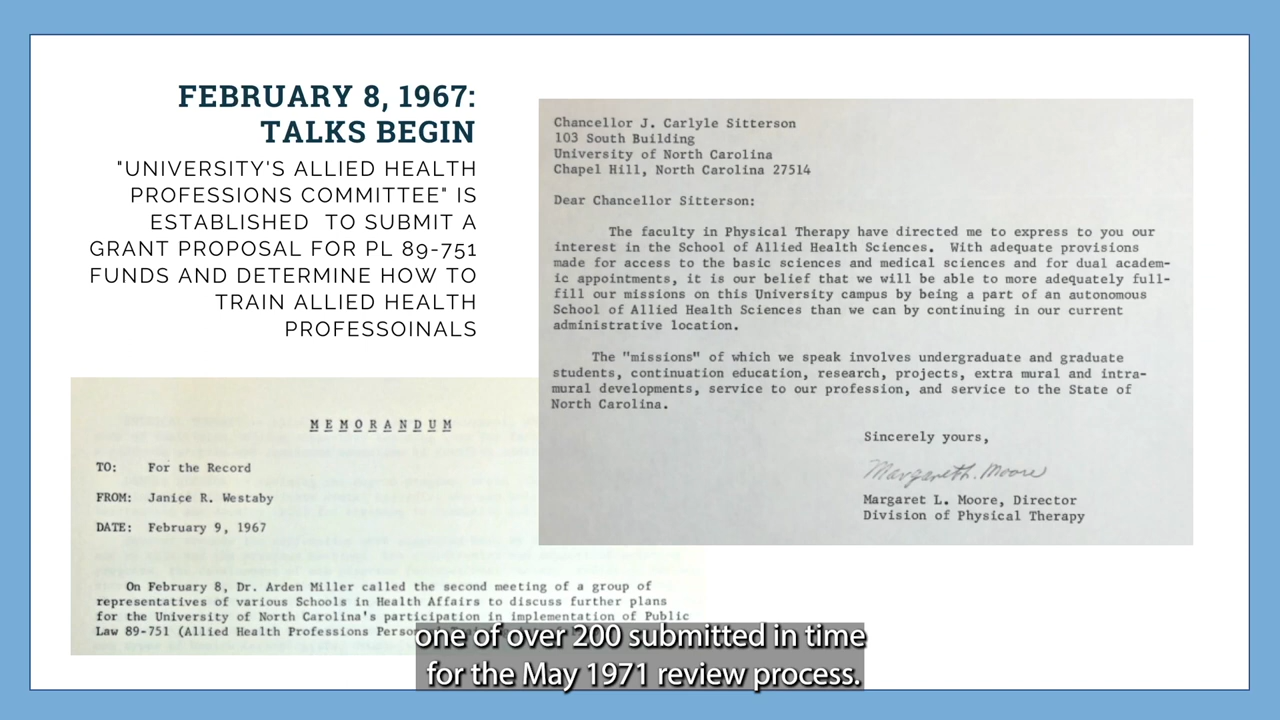 FEBRUARY 8, 1967:
TALKS BEGIN
"UNIVERSITY'S ALLIED HEALTH
PROFESSIONS COMMITTEE" IS
ESTABLISHED TO SUBMIT A
GRANT PROPOSAL FOR PL 89-751
FUNDS AND DETERMINE HOW TO
TRAIN ALLIED HEALTH
PROFESSOINALS
MEMORANDUM
TO: For the Record
FROM: Janice R. Westaby
DATE: February 9, 1967
On February 8, Dr. Arden Miller called the second meeting of a group of
representatives of various Schools in Health Affairs to discuss further plans
for the University of North Carolina's participation in implementation of Public
Law 89-751 (Allied Health Professions
Chancellor J. Carlyle Sitterson
103 South Building
University of North Carolina
Chapel Hill, North Carolina 27514
Dear Chancellor Sitterson:
The faculty in Physical Therapy have directed me to express to you our
interest in the School of Allied Health Sciences. With adequate provisions
made for access to the basic sciences and medical sciences and for dual academ-
ic appointments, it is our belief that we will be able to more adequately full-
fill our missions on this University campus by being a part of an autonomous
School of Allied Health Sciences than we can by continuing in our current
administrative location.
The "missions" of which we speak involves undergraduate and graduate
students, continuation education, research, projects, extra mural and intra-
mural developments, service to our profession, and service to the State of
North Carolina.
Sincerely yours,
Margaret L. Moore
Margaret L. Moore, Director
Division of Physical Therapy
one of over 200 submitted in time
for the May 1971 review process.